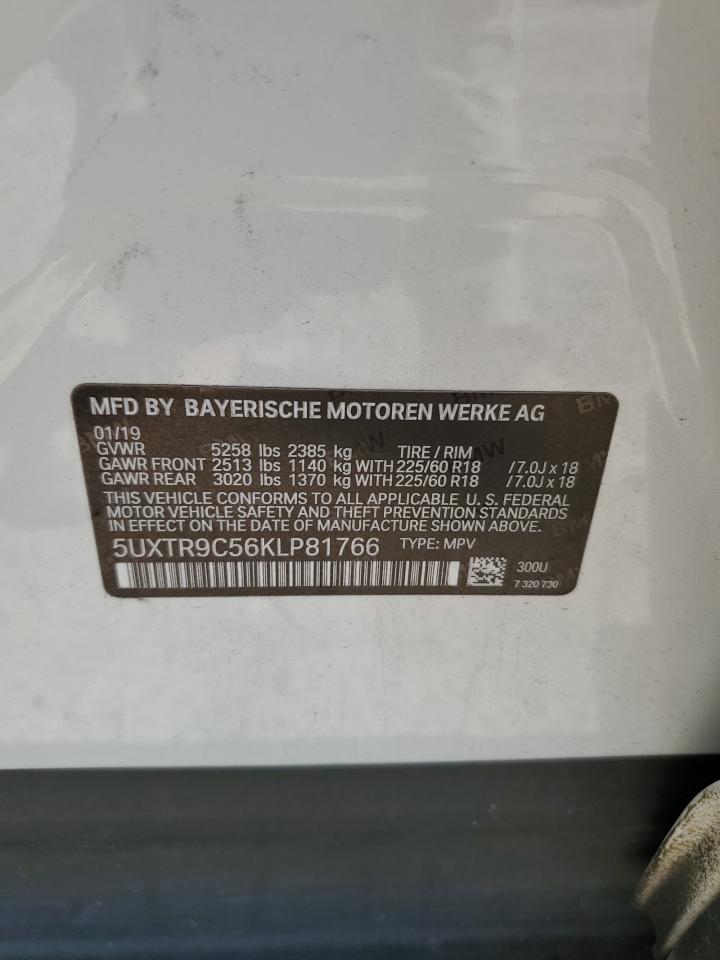 MFD BY BAYERISCHE MOTOREN WERKE AG
01/19
GVWR 5258 lbs 2385 kg TIRE / RIM
GAWR FRONT 2513 lbs 1140 kg WITH 225/60 R18 /7.0J x 18
GAWR REAR 3020 lbs 1370 kg WITH 225/60 R18 /7.0J x 18
THIS VEHICLE CONFORMS TO ALL APPLICABLE U.S. FEDERAL
MOTOR VEHICLE SAFETY AND THEFT PREVENTION STANDARDS
IN EFFECT ON THE DATE OF MANUFACTURE SHOWN ABOVE.
5UXTR9C56KLP81766 TYPE: MPV
300U
7 320 730